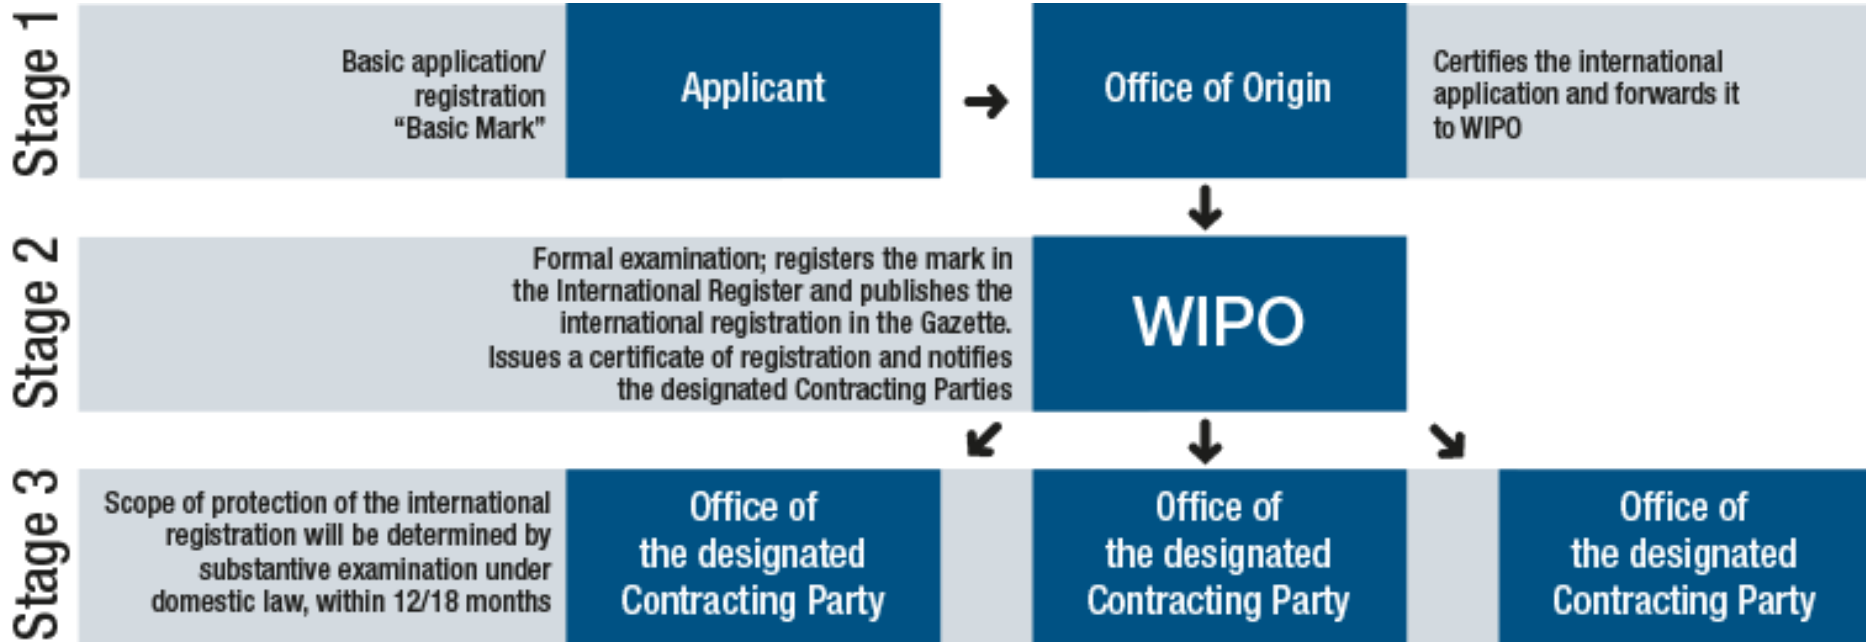 Stage 1
Basic application/
registration
“Basic Mark”
Applicant
Office of Origin
Certifies the international
application and forwards it
to WIPO
Stage 2
Formal examination; registers the mark in
the International Register and publishes the
international registration in the Gazette.
Issues a certificate of registration and notifies
the designated Contracting Parties
WIPO
Stage 3
Scope of protection of the international
registration will be determined by
substantive examination under
domestic law, within 12/18 months
Office of
the designated
Contracting Party
Office of
the designated
Contracting Party
Office of
the designated
Contracting Party